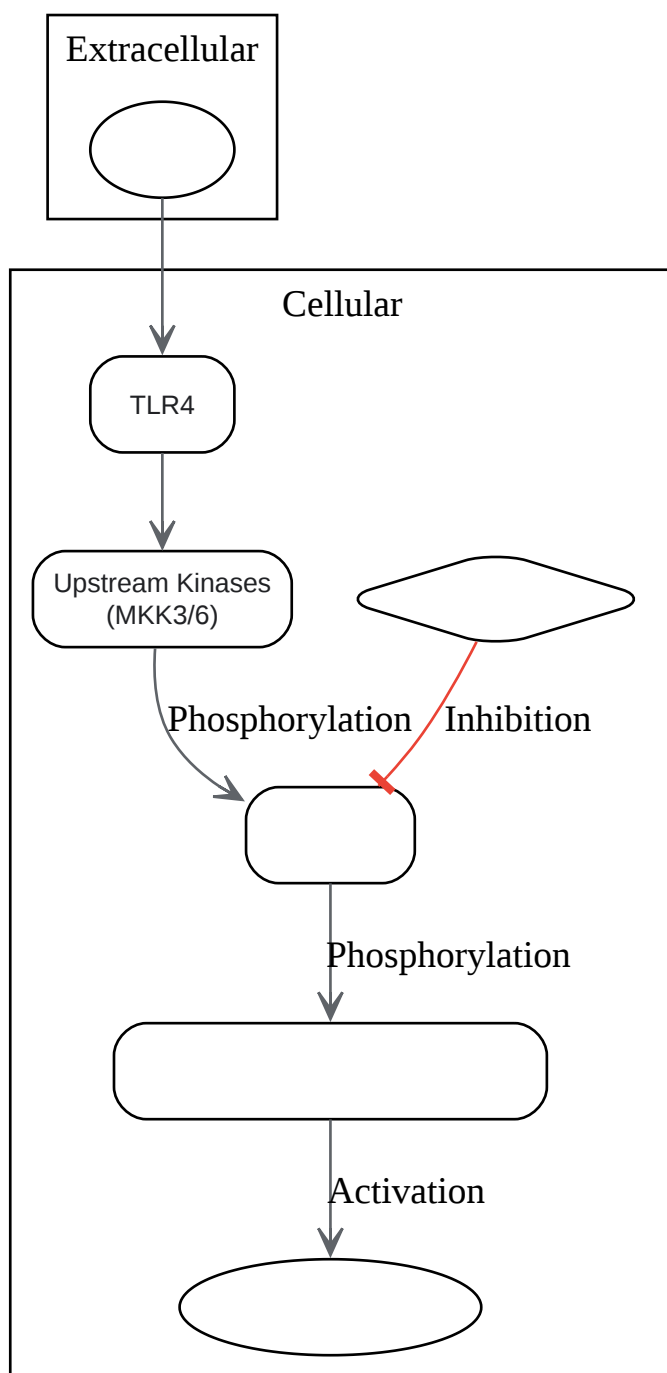 Extracellular
Cellular
TLR4
Upstream Kinases
(MKK3/6)
Phosphorylation
Inhibition
Phosphorylation
Activation